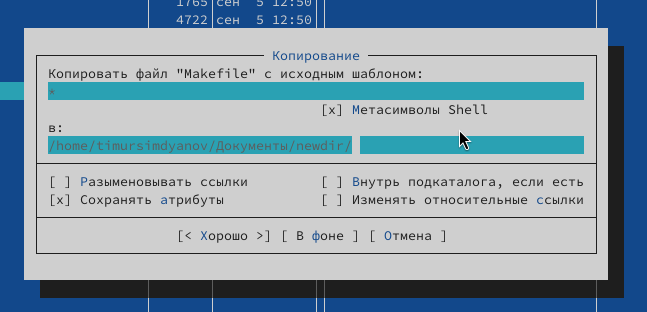 1765 сен 5 12:50
4722 сен 5 12:50
Копирование
Копировать файл "Makefile" с исходным шаблоном:
*
[x] Метасимволы Shell
в:
/home/timursimdyanov/Документы/newdir/
[ ] Разыменовывать ссылки [ ] Внутрь подкаталога, если есть
[x] Сохранять атрибуты [ ] Изменять относительные ссылки
[< Хорошо >] [ В фоне ] [ Отмена ]